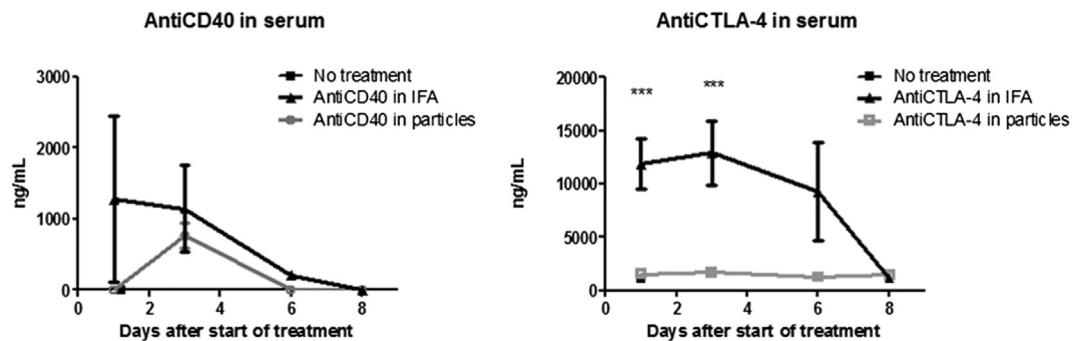 AntiCD40 in serum
3000
2000
1000
0
ng/mL
No treatment
AntiCD40 in IFA
AntiCD40 in particles
0 2 4 6 8
Days after start of treatment
AntiCTLA-4 in serum
20000
15000
10000
5000
0
ng/mL
*** ***
No treatment
AntiCTLA-4 in IFA
AntiCTLA-4 in particles
0 2 4 6 8
Days after start of treatment